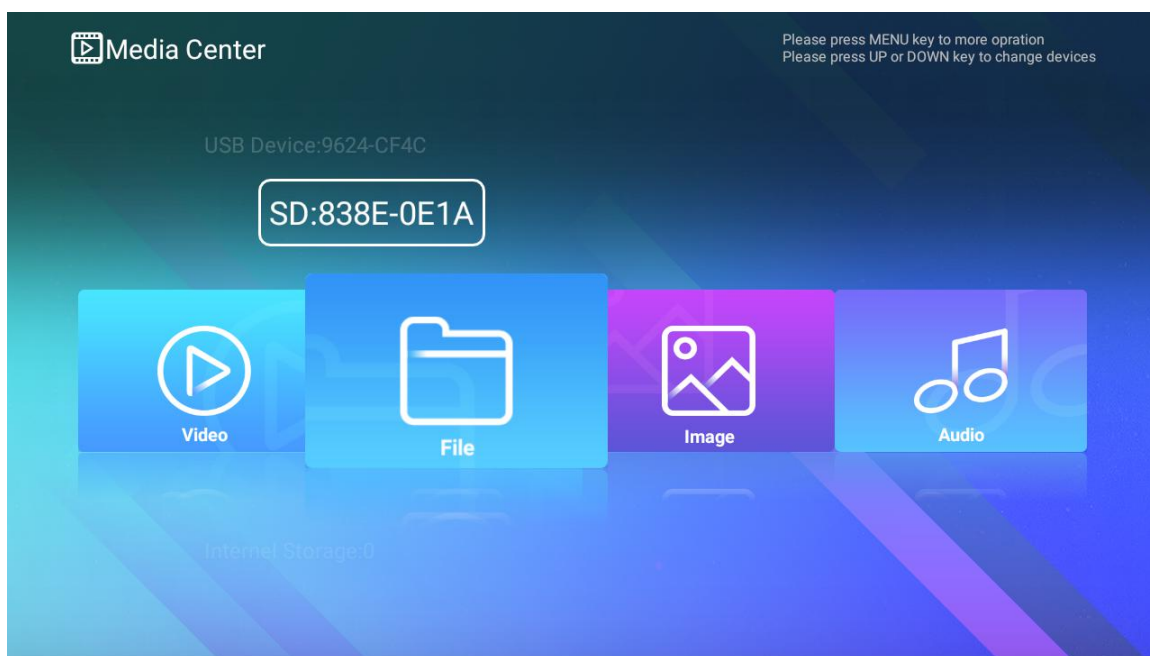 Media Center
Please press MENU key to more opration
Please press UP or DOWN key to change devices
USB Device:9624-CF4C
SD:838E-0E1A
Video
File
Image
Audio
Internel Storage:0